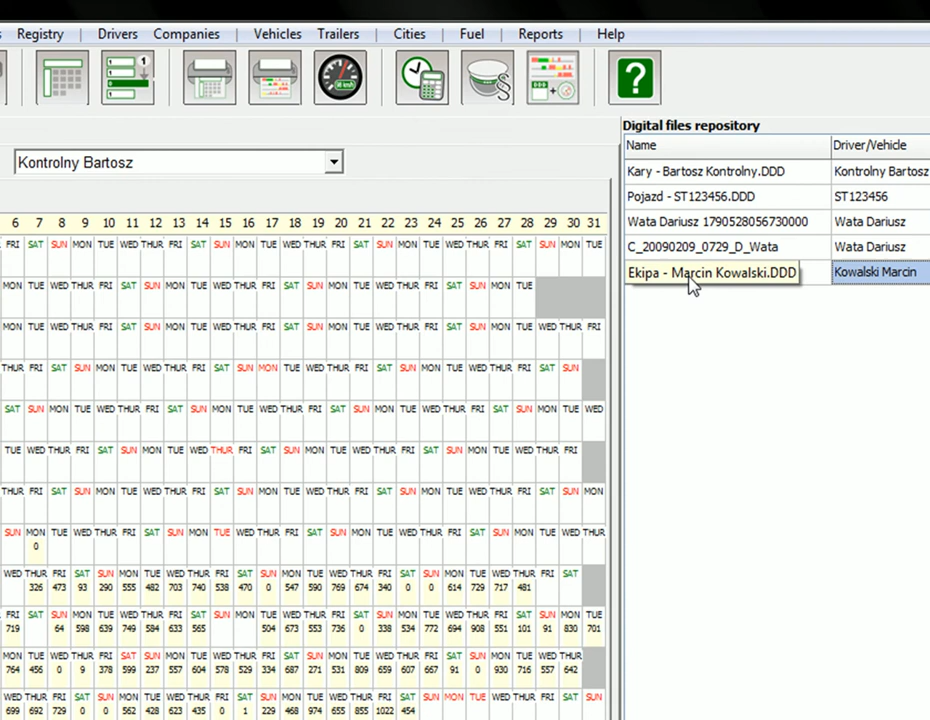 Registry | Drivers Companies | Vehicles Trailers | Cities | Fuel | Reports | Help
Digital files repository
Name Driver/Vehicle
Kontrolny Bartosz
Kary - Bartosz Kontrolny.DDD Kontrolny Bartosz
Pojazd - ST123456.DDD ST123456
Wata Dariusz 1790528056730000 Wata Dariusz
C_20090209_0729_D_Wata Wata Dariusz
Ekipa - Marcin Kowalski.DDD Kowalski Marcin
6 7 8 9 10 11 12 13 14 15 16 17 18 19 20 21 22 23 24 25 26 27 28 29 30 31
FRI SAT SUN MON TUE WED THUR FRI SAT SUN MON TUE WED THUR FRI SAT SUN MON TUE WED THUR FRI SAT SUN MON TUE
MON TUE WED THUR FRI SAT SUN MON TUE WED THUR FRI SAT SUN MON TUE WED THUR FRI SAT SUN MON TUE
MON TUE WED THUR FRI SAT SUN MON TUE WED THUR FRI SAT SUN MON TUE WED THUR FRI SAT SUN MON TUE WED THUR FRI
THUR FRI SAT SUN MON TUE WED THUR FRI SAT SUN MON TUE WED THUR FRI SAT SUN MON TUE WED THUR FRI SAT SUN
SAT SUN MON TUE WED THUR FRI SAT SUN MON TUE WED THUR FRI SAT SUN MON TUE WED THUR FRI SAT SUN MON TUE WED
TUE WED THUR FRI SAT SUN MON TUE WED THUR FRI SAT SUN MON TUE WED THUR FRI SAT SUN MON TUE WED THUR FRI
THUR FRI SAT SUN MON TUE WED THUR FRI SAT SUN MON TUE WED THUR FRI SAT SUN MON TUE WED THUR FRI SAT SUN MON
SUN MON TUE WED THUR FRI SAT SUN MON TUE WED THUR FRI SAT SUN MON TUE WED THUR FRI SAT SUN MON TUE WED THUR
0
WED THUR FRI SAT SUN MON TUE WED THUR FRI SAT SUN MON TUE WED THUR FRI SAT SUN MON TUE WED THUR FRI SAT
326 473 93 290 555 482 703 740 538 470 0 547 590 769 674 340 0 0 614 729 717 481
FRI SAT SUN MON TUE WED THUR FRI SAT SUN MON TUE WED THUR FRI SAT SUN MON TUE WED THUR FRI SAT SUN MON TUE
719 64 598 639 749 584 633 565 504 673 553 736 0 338 534 772 694 908 551 101 91 830 701
MON TUE WED THUR FRI SAT SUN MON TUE WED THUR FRI SAT SUN MON TUE WED THUR FRI SAT SUN MON TUE WED THUR
764 456 0 9 378 599 237 557 604 578 529 334 687 271 531 809 659 607 667 91 0 930 716 557 642
WED THUR FRI SAT SUN MON TUE WED THUR FRI SAT SUN MON TUE WED THUR FRI SAT SUN MON TUE WED THUR FRI SAT SUN
699 692 729 0 0 562 428 623 435 0 1 229 468 974 655 855 1022 454